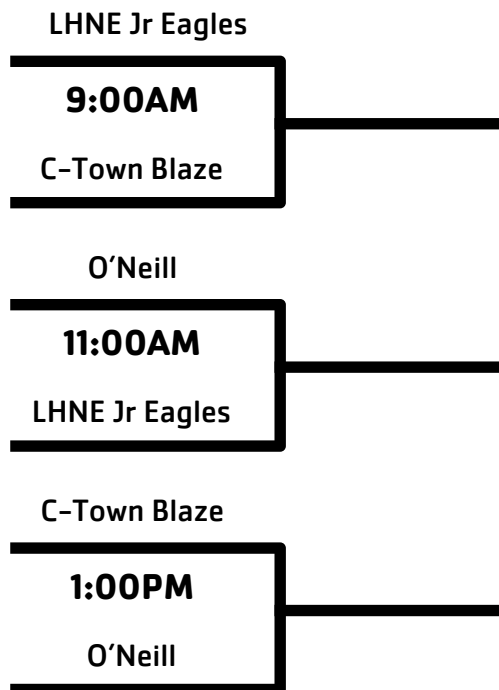 LHNE Jr Eagles
9:00AM
C-Town Blaze
O'Neill
11:00AM
LHNE Jr Eagles
C-Town Blaze
1:00PM
O'Neill